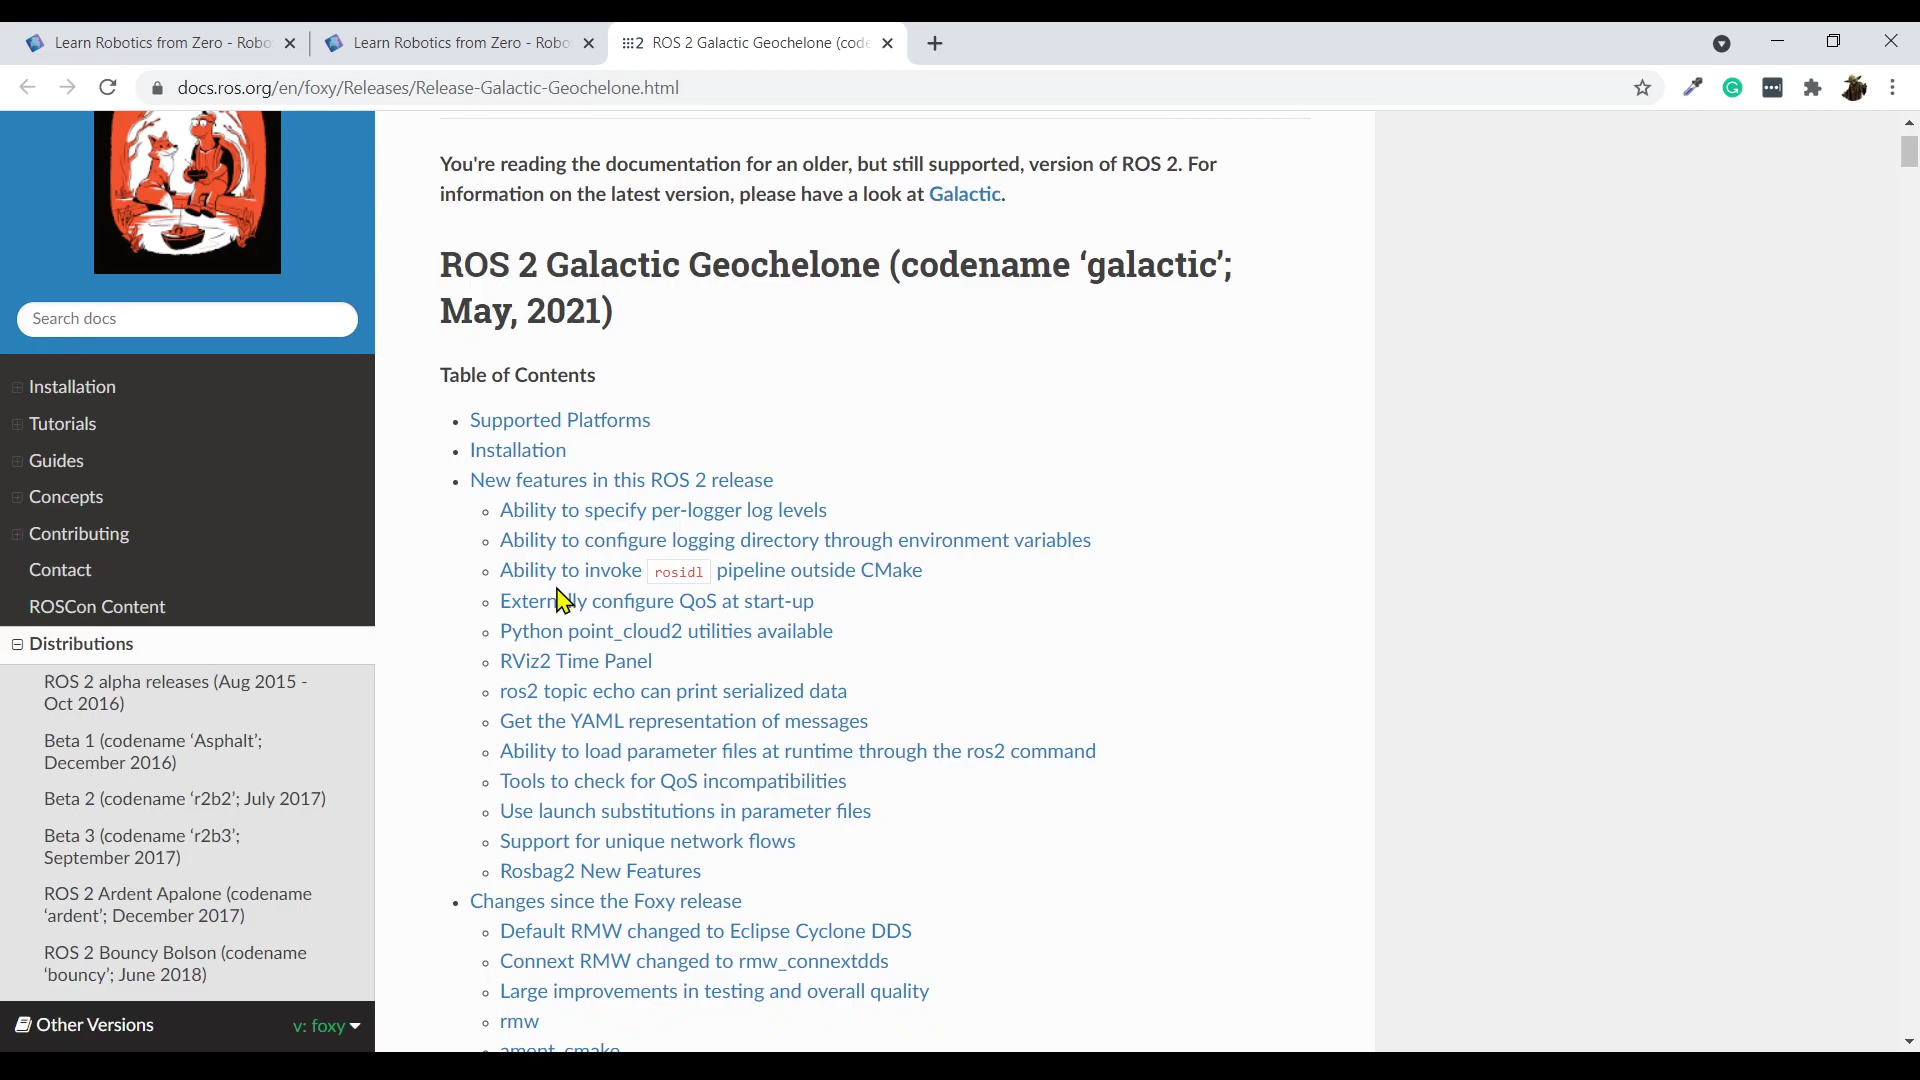 Learn Robotics from Zero - Robo
Learn Robotics from Zero - Robo
ROS 2 Galactic Geochelone (code
docs.ros.org/en/foxy/Releases/Release-Galactic-Geochelone.html
Search docs
Installation
Tutorials
Guides
Concepts
Contributing
Contact
ROSCon Content
Distributions
ROS 2 alpha releases (Aug 2015 -
Oct 2016)
Beta 1 (codename ‘Asphalt’;
December 2016)
Beta 2 (codename ‘r2b2’; July 2017)
Beta 3 (codename ‘r2b3’;
September 2017)
ROS 2 Ardent Apalone (codename
‘ardent’; December 2017)
ROS 2 Bouncy Bolson (codename
‘bouncy’; June 2018)
Other Versions
v: foxy
You're reading the documentation for an older, but still supported, version of ROS 2. For
information on the latest version, please have a look at Galactic.
ROS 2 Galactic Geochelone (codename ‘galactic’;
May, 2021)
Table of Contents
Supported Platforms
Installation
New features in this ROS 2 release
Ability to specify per-logger log levels
Ability to configure logging directory through environment variables
Ability to invoke rosidl pipeline outside CMake
Externally configure QoS at start-up
Python point_cloud2 utilities available
RViz2 Time Panel
ros2 topic echo can print serialized data
Get the YAML representation of messages
Ability to load parameter files at runtime through the ros2 command
Tools to check for QoS incompatibilities
Use launch substitutions in parameter files
Support for unique network flows
Rosbag2 New Features
Changes since the Foxy release
Default RMW changed to Eclipse Cyclone DDS
Connext RMW changed to rmw_connextdds
Large improvements in testing and overall quality
rmw
ament_cmake